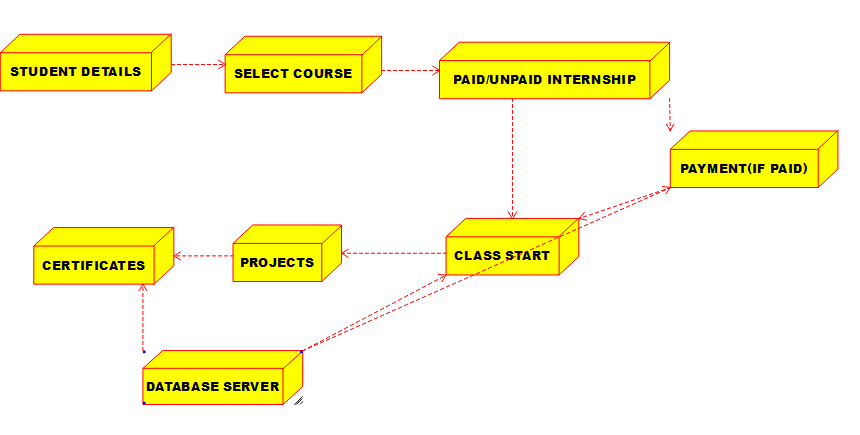 STUDENT DETAILS
SELECT COURSE
PAID/UNPAID INTERNSHIP
PAYMENT(IF PAID)
CLASS START
PROJECTS
CERTIFICATES
DATABASE SERVER